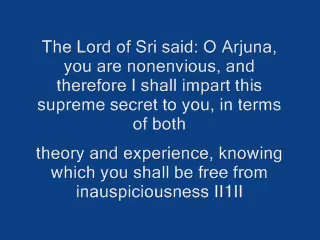 The Lord of Sri said: O Arjuna,
you are nonenvious, and
therefore I shall impart this
supreme secret to you, in terms
of both
theory and experience, knowing
which you shall be free from
inauspiciousness II1II